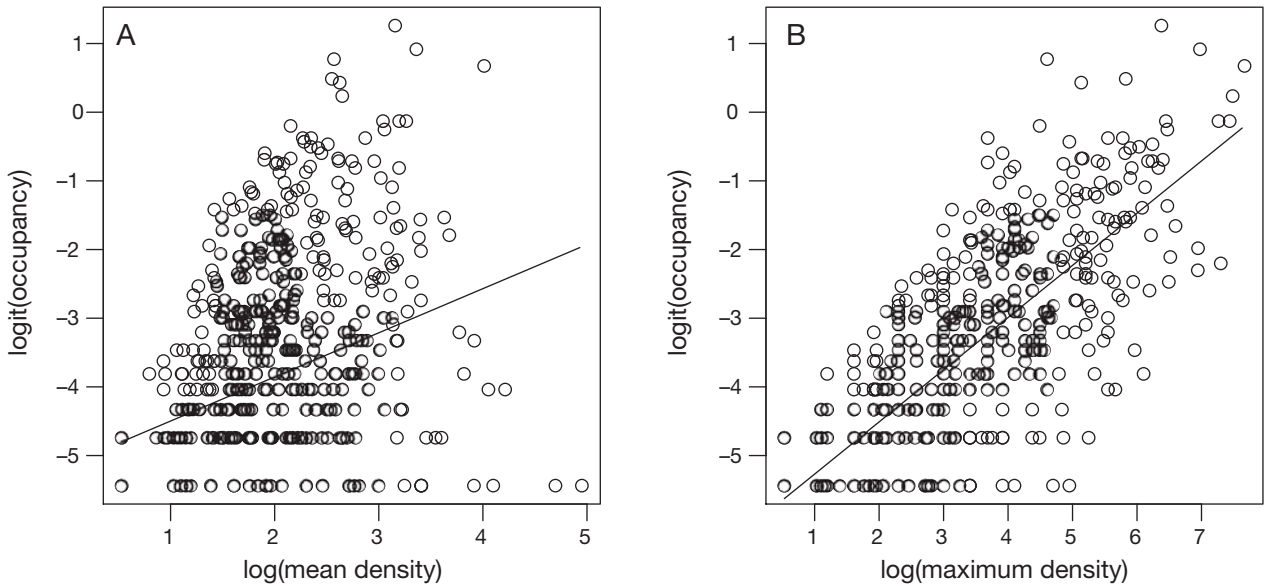 A
logit(occupancy)
1
0
−1
−2
−3
−4
−5
1 2 3 4 5
log(mean density)
B
logit(occupancy)
1
0
−1
−2
−3
−4
−5
1 2 3 4 5 6 7
log(maximum density)